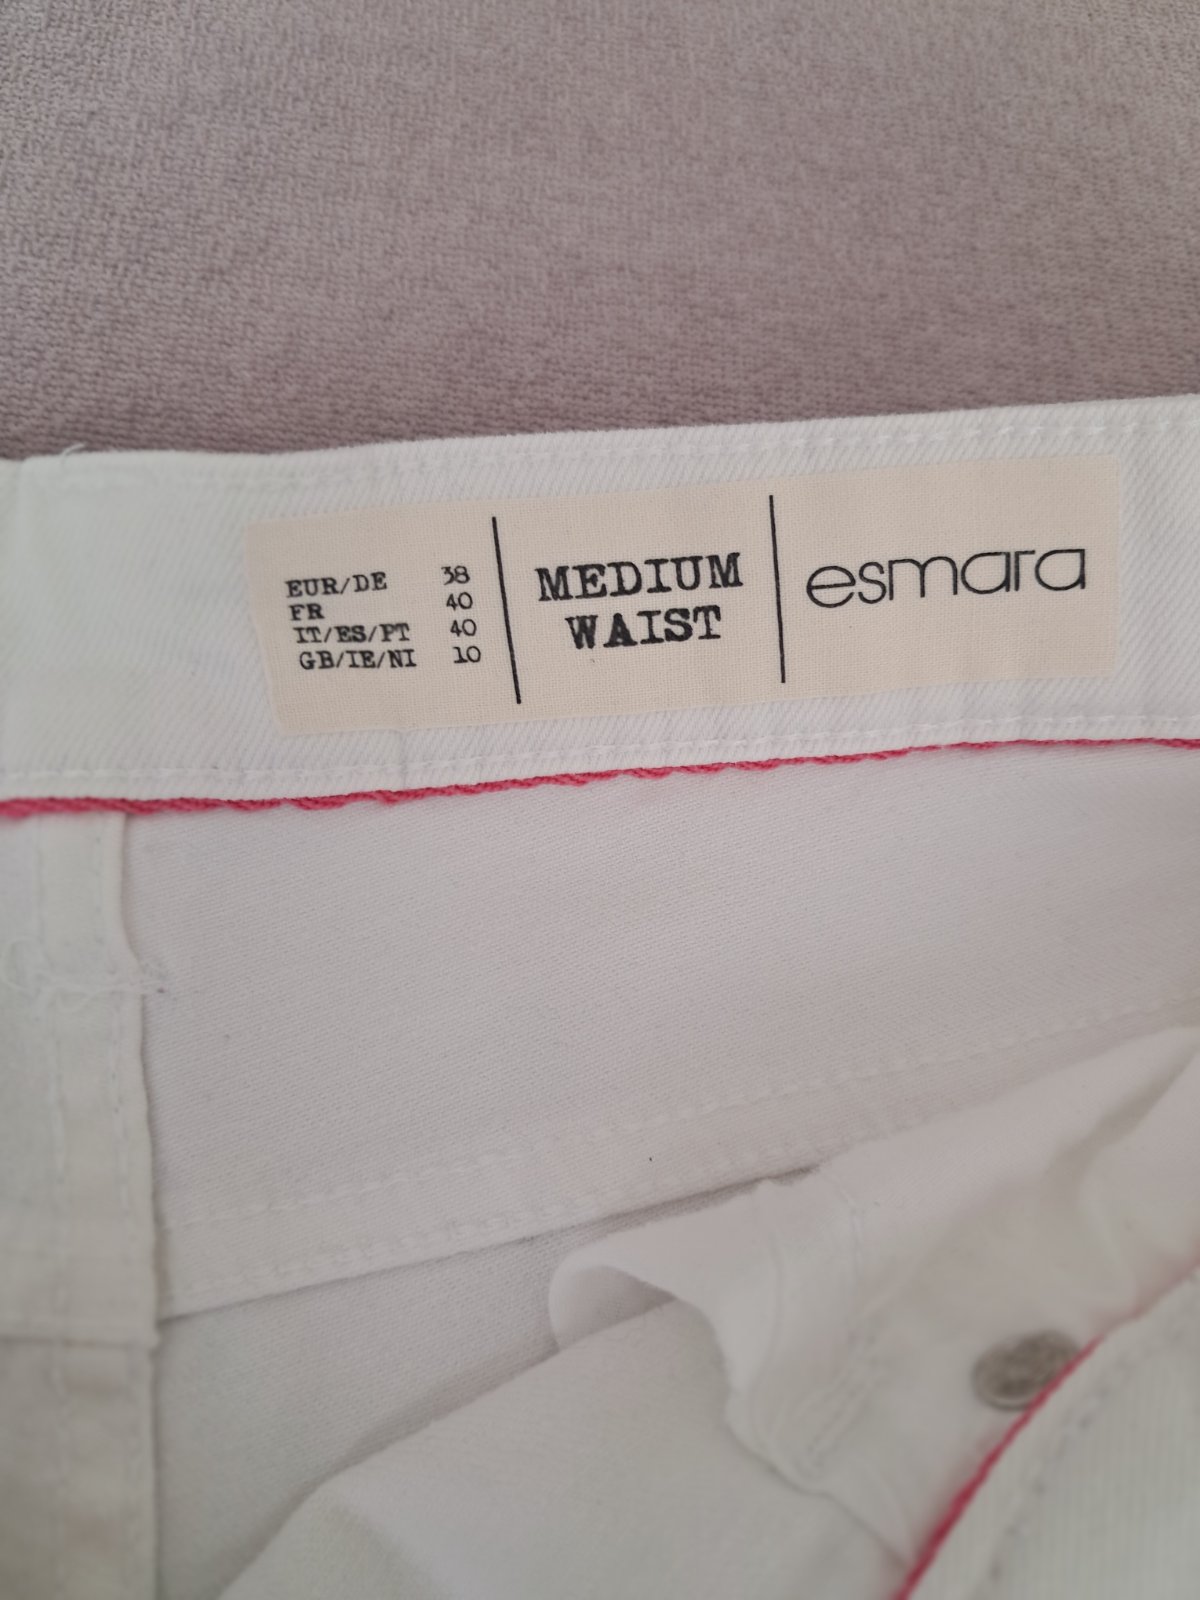 EUR/DE 38
FR 40
IT/ES/PT 40
GB/IE/NI 10
MEDIUM
WAIST
esmara